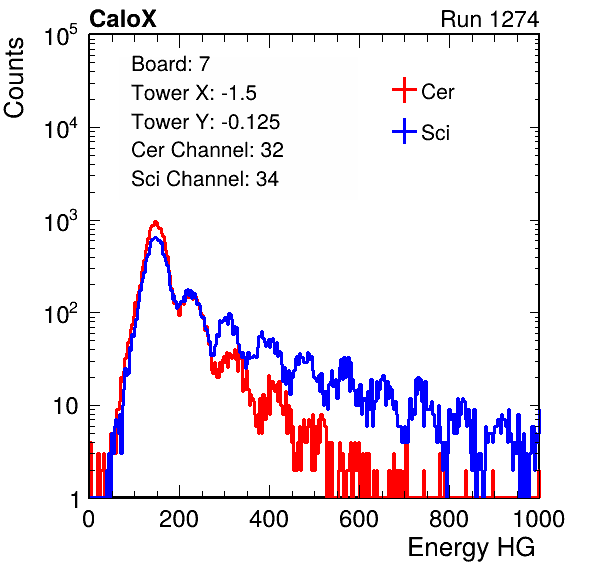 CaloX Run 1274
Counts
Board: 7
Tower X: -1.5
Tower Y: -0.125
Cer Channel: 32
Sci Channel: 34
Cer
Sci
10^5
10^4
10^3
10^2
10
1
0 200 400 600 800 1000
Energy HG